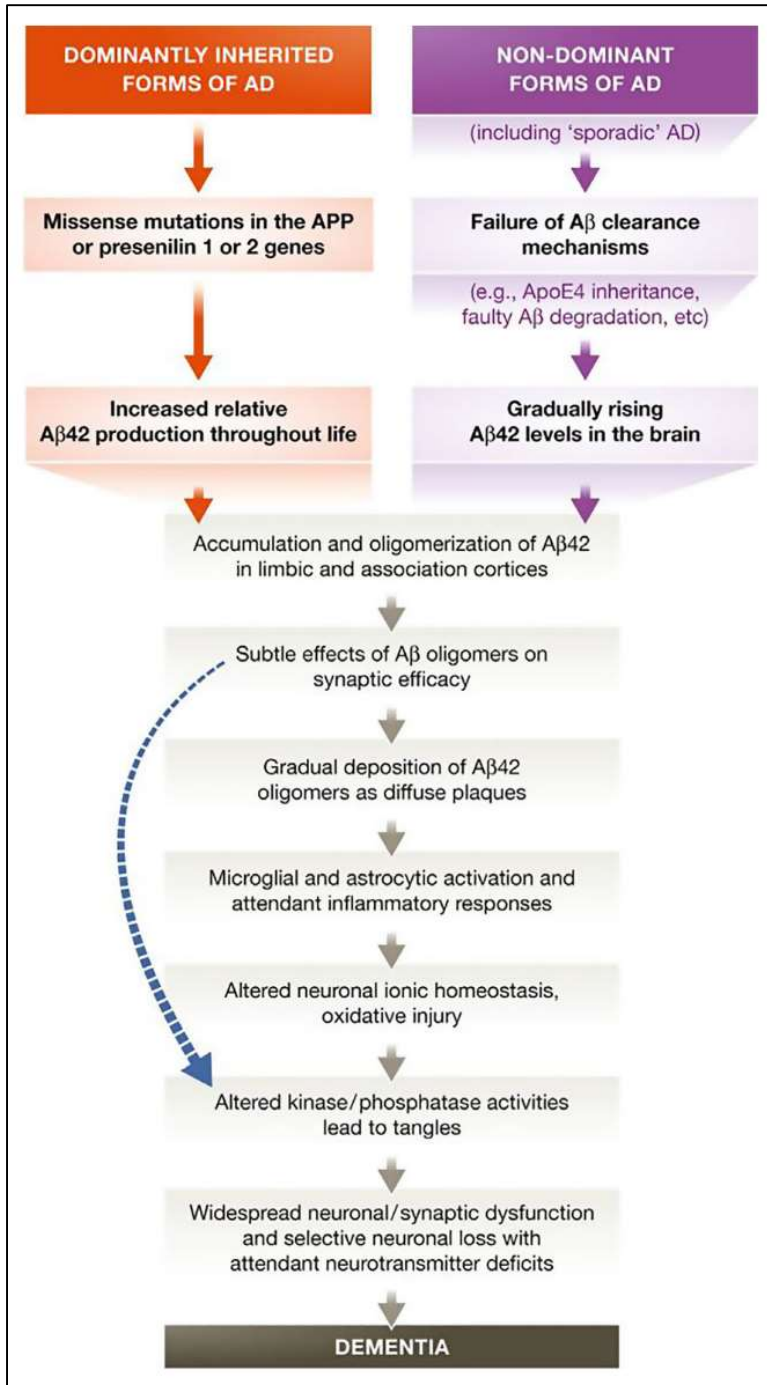 DOMINANTLY INHERITED
FORMS OF AD
NON-DOMINANT
FORMS OF AD
(including ‘sporadic’ AD)
Missense mutations in the APP
or presenilin 1 or 2 genes
Failure of Aβ clearance
mechanisms
(e.g., ApoE4 inheritance,
faulty Aβ degradation, etc)
Increased relative
Aβ42 production throughout life
Gradually rising
Aβ42 levels in the brain
Accumulation and oligomerization of Aβ42
in limbic and association cortices
Subtle effects of Aβ oligomers on
synaptic efficacy
Gradual deposition of Aβ42
oligomers as diffuse plaques
Microglial and astrocytic activation and
attendant inflammatory responses
Altered neuronal ionic homeostasis,
oxidative injury
Altered kinase/phosphatase activities
lead to tangles
Widespread neuronal/synaptic dysfunction
and selective neuronal loss with
attendant neurotransmitter deficits
DEMENTIA